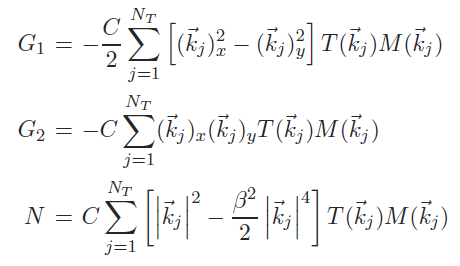 G_1 = -\frac{C}{2} \sum_{j=1}^{N_T} \left[ (\vec{k}_j)_x^2 - (\vec{k}_j)_y^2 \right] T(\vec{k}_j) M(\vec{k}_j)
G_2 = -C \sum_{j=1}^{N_T} (\vec{k}_j)_x (\vec{k}_j)_y T(\vec{k}_j) M(\vec{k}_j)
N = C \sum_{j=1}^{N_T} \left[ \left| \vec{k}_j \right|^2 - \frac{\beta^2}{2} \left| \vec{k}_j \right|^4 \right] T(\vec{k}_j) M(\vec{k}_j)